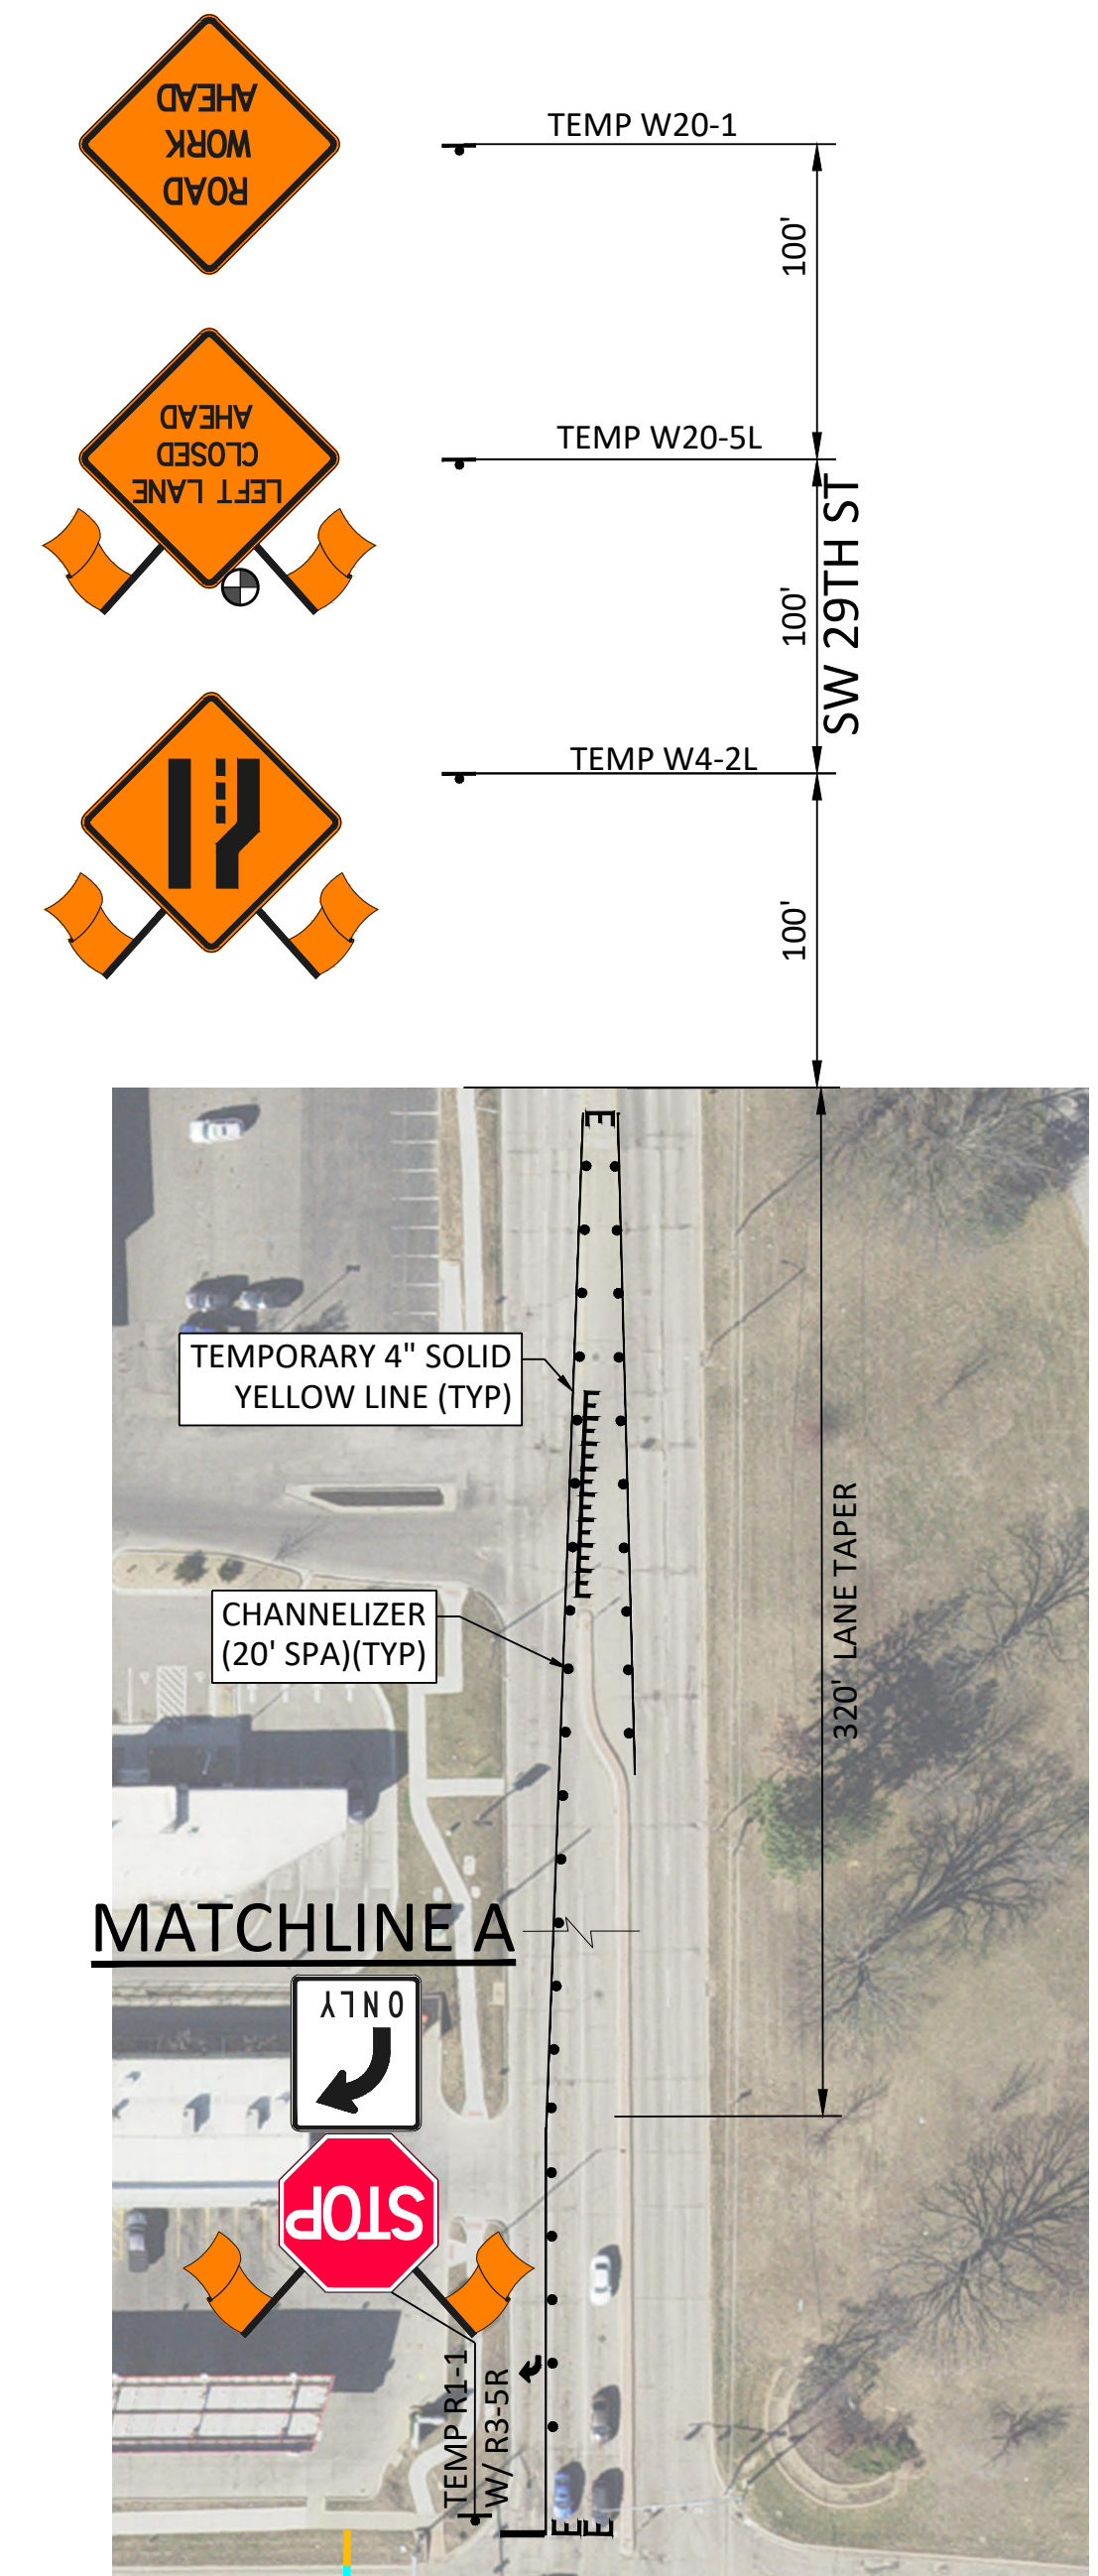 ROAD
WORK
AHEAD
TEMP W20-1
100'
LEFT LANE
CLOSED
AHEAD
TEMP W20-5L
SW 29TH ST
100'
TEMP W4-2L
100'
E
TEMPORARY 4" SOLID
YELLOW LINE (TYP)
CHANNELIZER
(20' SPA)(TYP)
320' LANE TAPER
MATCHLINE A
ONLY
STOP
TEMP R1-1
W/ R3-5R
E E